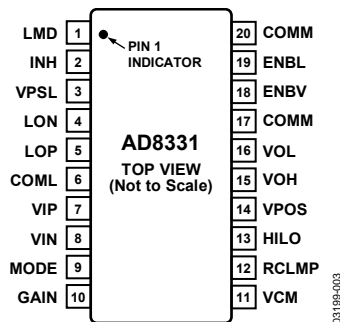 LMD 1
INH 2
VPSL 3
LON 4
LOP 5
COML 6
VIP 7
VIN 8
MODE 9
GAIN 10
PIN 1
INDICATOR
AD8331
TOP VIEW
(Not to Scale)
20 COMM
19 ENBL
18 ENBV
17 COMM
16 VOL
15 VOH
14 VPOS
13 HILO
12 RCLMP
11 VCM
03199-003